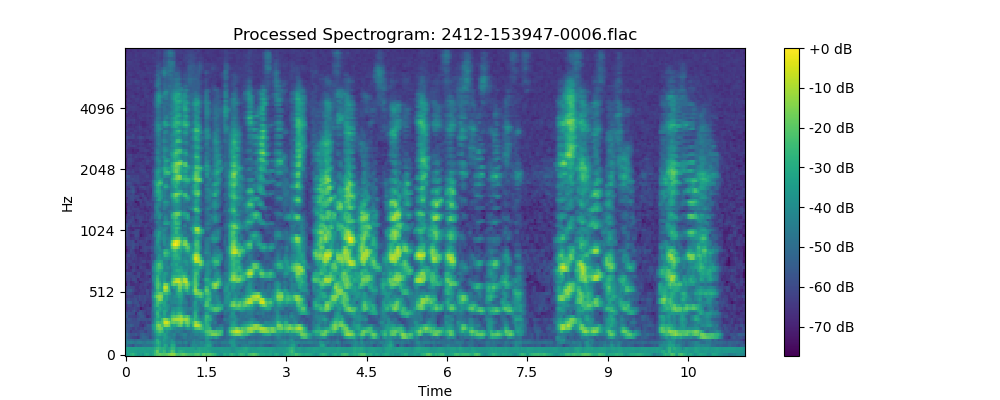 Processed Spectrogram: 2412-153947-0006.flac
+0 dB
-10 dB
-20 dB
-30 dB
-40 dB
-50 dB
-60 dB
-70 dB
Hz
4096
2048
1024
512
0
0 1.5 3 4.5 6 7.5 9 10
Time